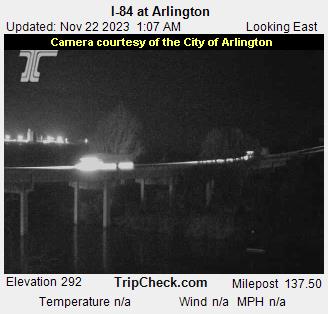 I-84 at Arlington
Updated: Nov 22 2023 1:07 AM Looking East
Camera courtesy of the City of Arlington
Elevation 292 TripCheck.com Milepost 137.50
Temperature n/a Wind n/a MPH n/a